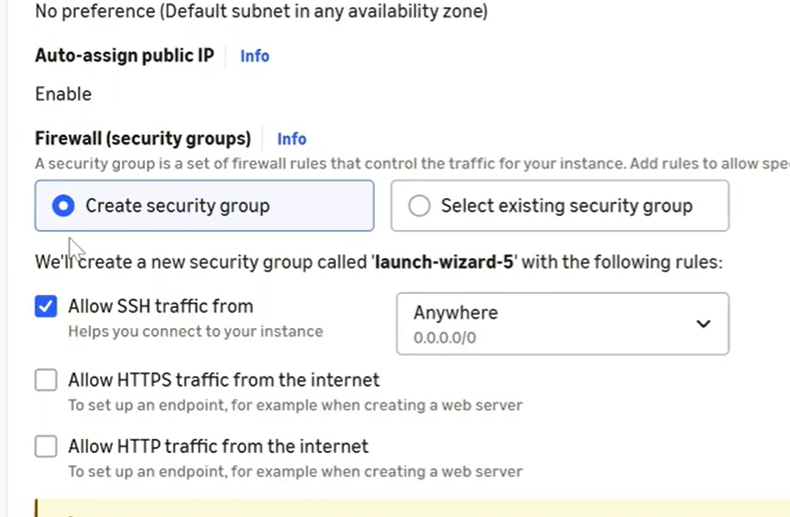 No preference (Default subnet in any availability zone)
Auto-assign public IP Info
Enable
Firewall (security groups) Info
A security group is a set of firewall rules that control the traffic for your instance. Add rules to allow
Create security group Select existing security group
We'll create a new security group called 'launch-wizard-5' with the following rules:
Allow SSH traffic from Anywhere
Helps you connect to your instance 0.0.0.0/0
Allow HTTPS traffic from the internet
To set up an endpoint, for example when creating a web server
Allow HTTP traffic from the internet
To set up an endpoint, for example when creating a web server